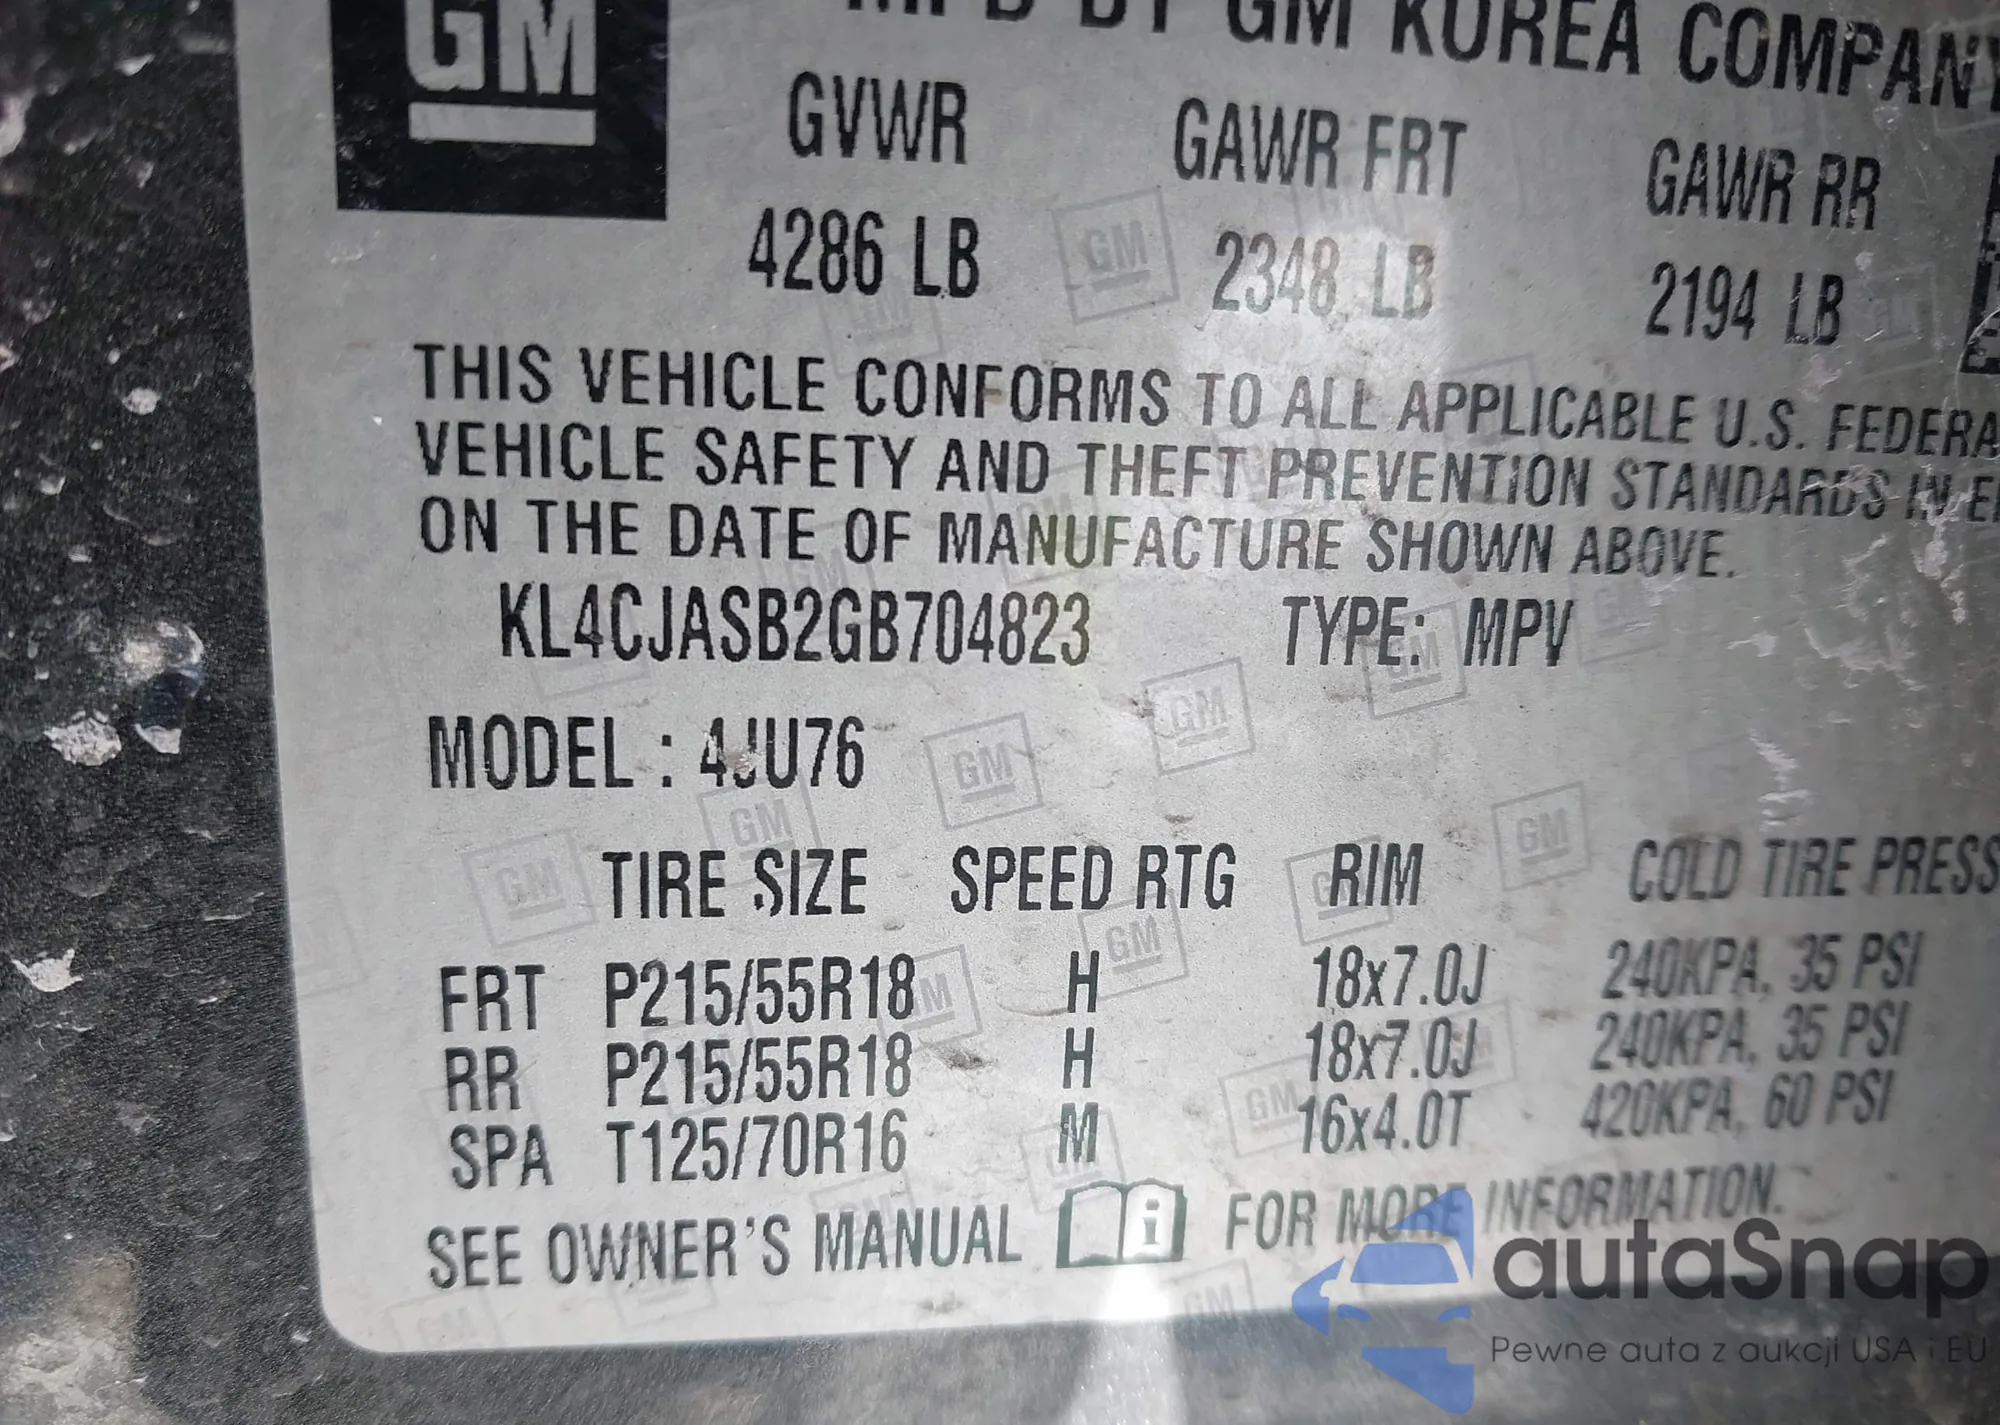 GM
MFD BY GM KOREA COMPANY
GVWR GAWR FRT GAWR RR
4286 LB 2348 LB 2194 LB
THIS VEHICLE CONFORMS TO ALL APPLICABLE U.S. FEDERA
VEHICLE SAFETY AND THEFT PREVENTION STANDARDS IN
ON THE DATE OF MANUFACTURE SHOWN ABOVE.
KL4CJASB2GB704823 TYPE: MPV
MODEL : 4JU76
TIRE SIZE SPEED RTG RIM COLD TIRE PRESS
FRT P215/55R18 H 18x7.0J 240KPA, 35 PSI
RR P215/55R18 H 18x7.0J 240KPA, 35 PSI
SPA T125/70R16 M 16x4.0T 420KPA, 60 PSI
SEE OWNER'S MANUAL i FOR MORE INFORMATION.
autaSnap
Pewne auta z aukcji USA i EU